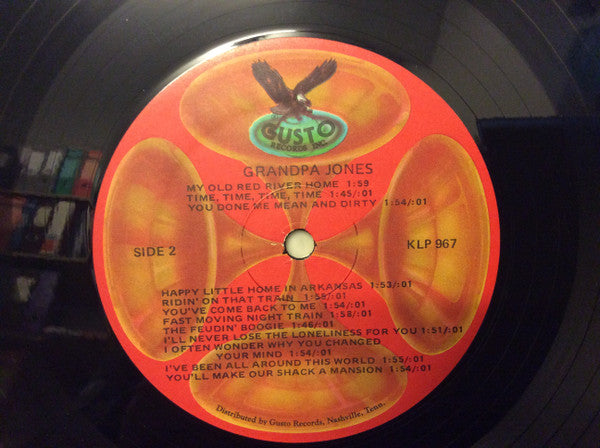 GUSTO
RECORDS INC.
GRANDPA JONES
MY OLD RED RIVER HOME 1:59
TIME, TIME, TIME, TIME 1:45/:01
YOU DONE ME MEAN AND DIRTY 1:54/:01
SIDE 2
KLP 967
HAPPY LITTLE HOME IN ARKANSAS 1:53/:01
RIDIN' ON THAT TRAIN 1:55/:01
YOU'VE COME BACK TO ME 1:54/:01
FAST MOVING NIGHT TRAIN 1:58/:01
THE FEUDIN' BOOGIE 1:46/:01
I'LL NEVER LOSE THE LONELINESS FOR YOU 1:51/:01
I OFTEN WONDER WHY YOU CHANGED
YOUR MIND 1:54/:01
I'VE BEEN ALL AROUND THIS WORLD 1:55/:01
YOU'LL MAKE OUR SHACK A MANSION 1:54/:01
Distributed by Gusto Records, Nashville, Tenn.